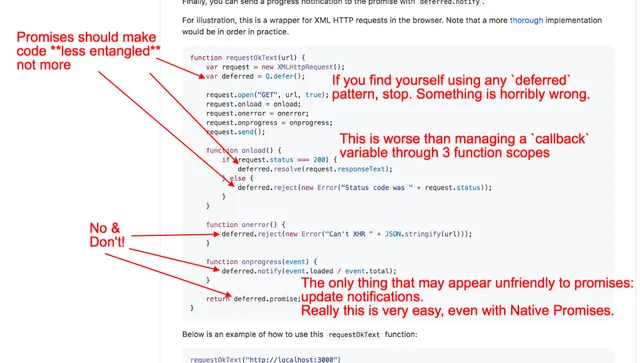 Finally, you can send a progress notification to the promise with deferred.notify.
For illustration, this is a wrapper for XML HTTP requests in the browser. Note that a more thorough implementation
would be in order in practice.
Promises should make
code **less entangled**
not more
function requestOkText(url) {
var request = new XMLHttpRequest();
var deferred = Q.defer();
If you find yourself using any `deferred`
pattern, stop. Something is horribly wrong.
request.open("GET", url, true);
request.onload = onload;
request.onerror = onerror;
request.onprogress = onprogress;
request.send();
This is worse than managing a `callback`
variable through 3 function scopes
function onload() {
if (request.status === 200) {
deferred.resolve(request.responseText);
} else {
deferred.reject(new Error("Status code was " + request.status));
}
}
No &
Don't!
function onerror() {
deferred.reject(new Error("Can't XHR " + JSON.stringify(url)));
}
function onprogress(event) {
deferred.notify(event.loaded / event.total);
}
The only thing that may appear unfriendly to promises:
update notifications.
Really this is very easy, even with Native Promises.
return deferred.promise;
}
Below is an example of how to use this requestOkText function:
requestOkText("http://localhost:3000")